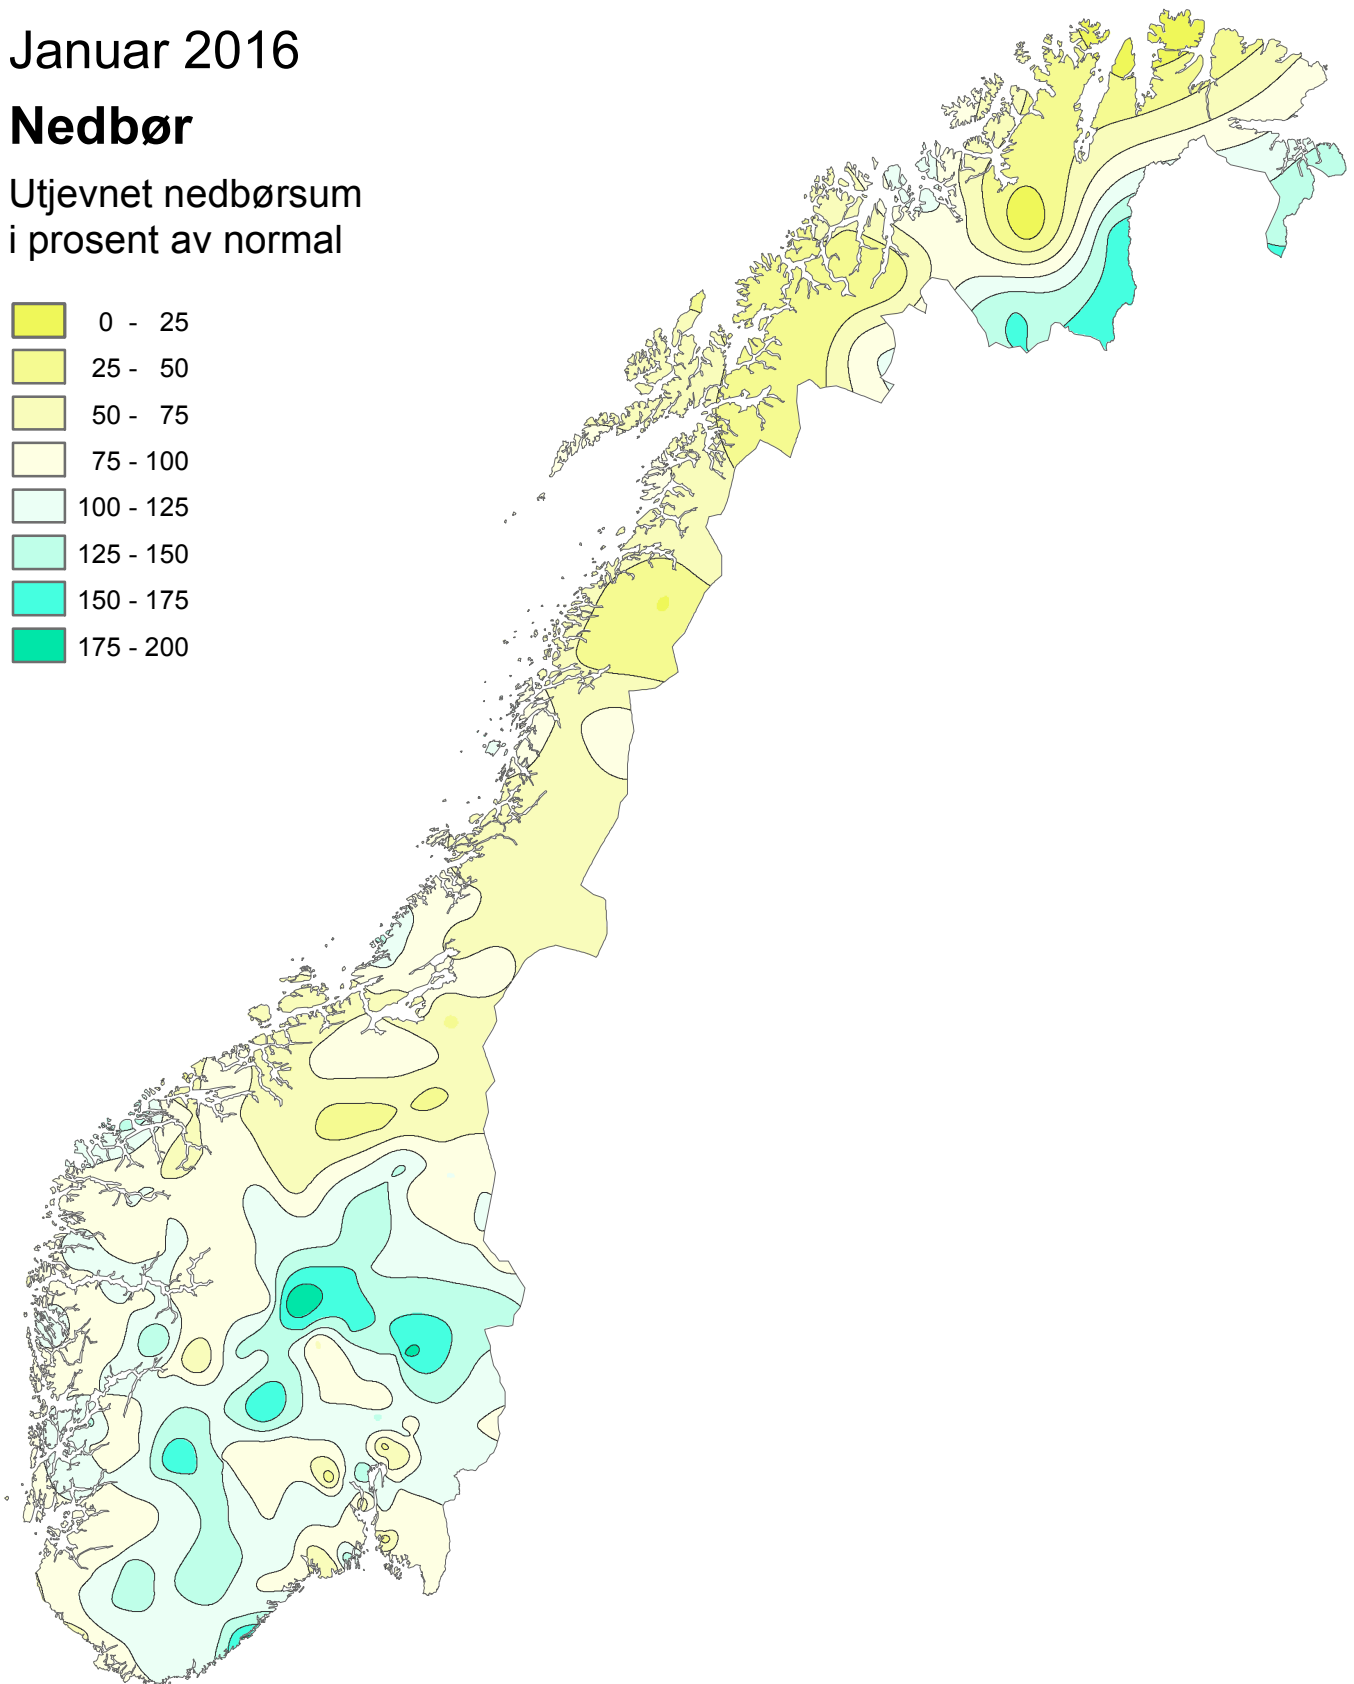 Januar 2016
Nedbør
Utjevnet nedbørsum
i prosent av normal
0 - 25
25 - 50
50 - 75
75 - 100
100 - 125
125 - 150
150 - 175
175 - 200